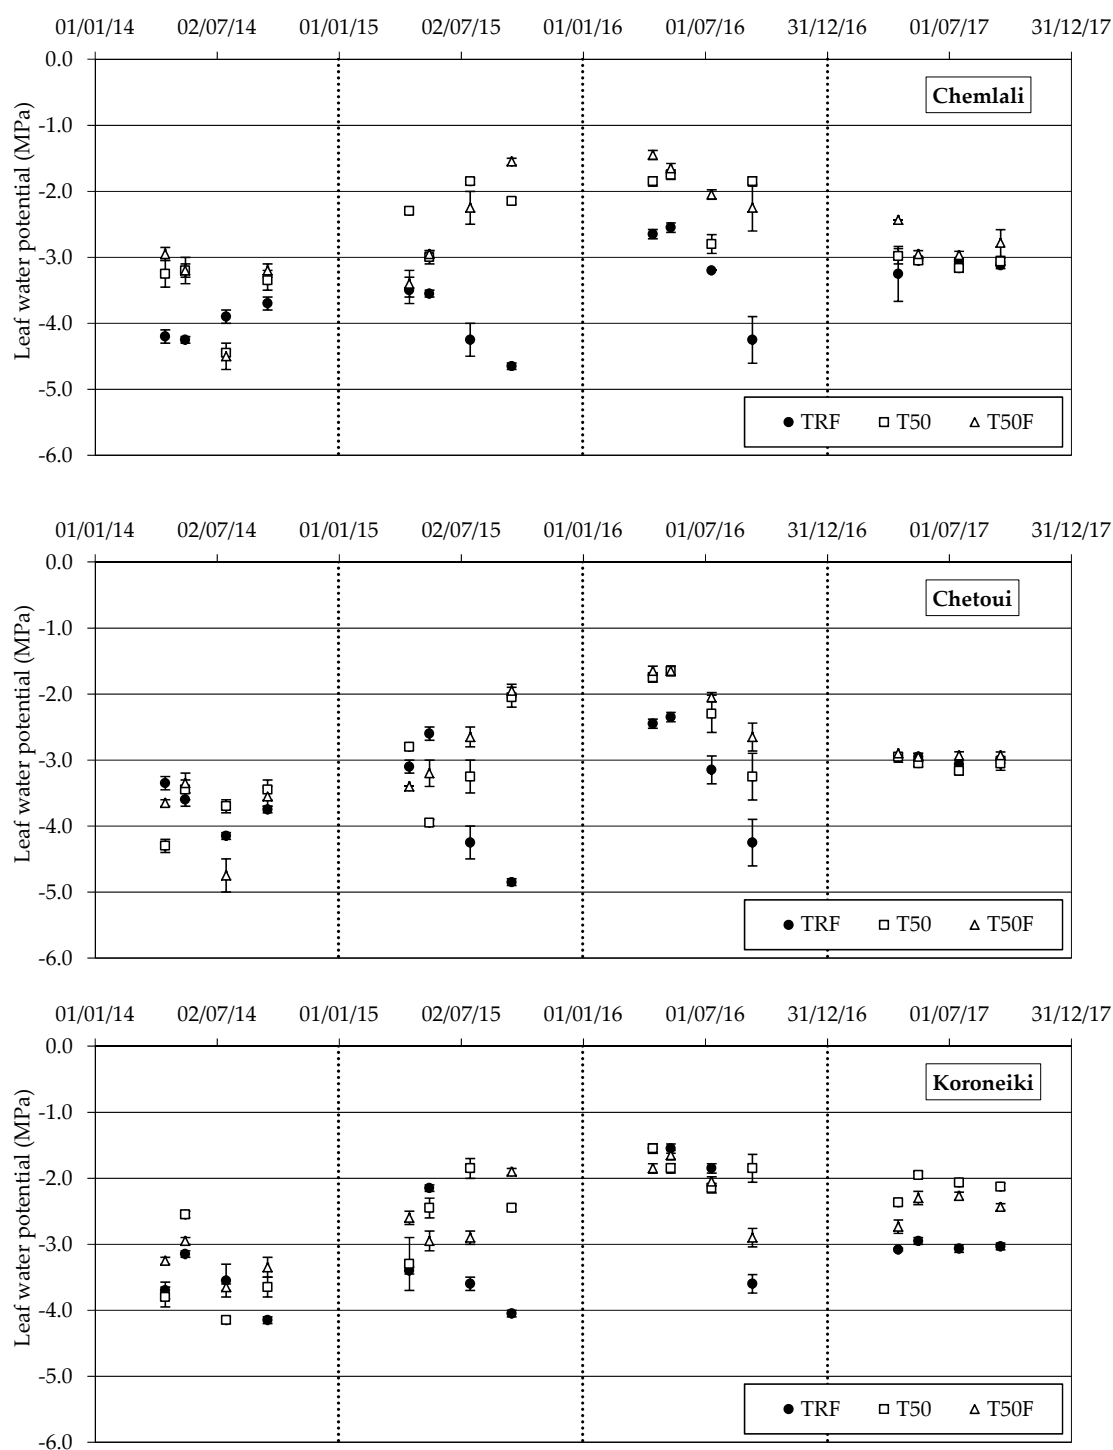 01/01/14 02/07/14 01/01/15 02/07/15 01/01/16 01/07/16 31/12/16 01/07/17 31/12/17
0.0
Chemlali
-1.0
-2.0
-3.0
-4.0
-5.0
-6.0
Leaf water potential (MPa)
TRF T50 T50F
01/01/14 02/07/14 01/01/15 02/07/15 01/01/16 01/07/16 31/12/16 01/07/17 31/12/17
0.0
Chetoui
-1.0
-2.0
-3.0
-4.0
-5.0
-6.0
Leaf water potential (MPa)
TRF T50 T50F
01/01/14 02/07/14 01/01/15 02/07/15 01/01/16 01/07/16 31/12/16 01/07/17 31/12/17
0.0
Koroneiki
-1.0
-2.0
-3.0
-4.0
-5.0
-6.0
Leaf water potential (MPa)
TRF T50 T50F